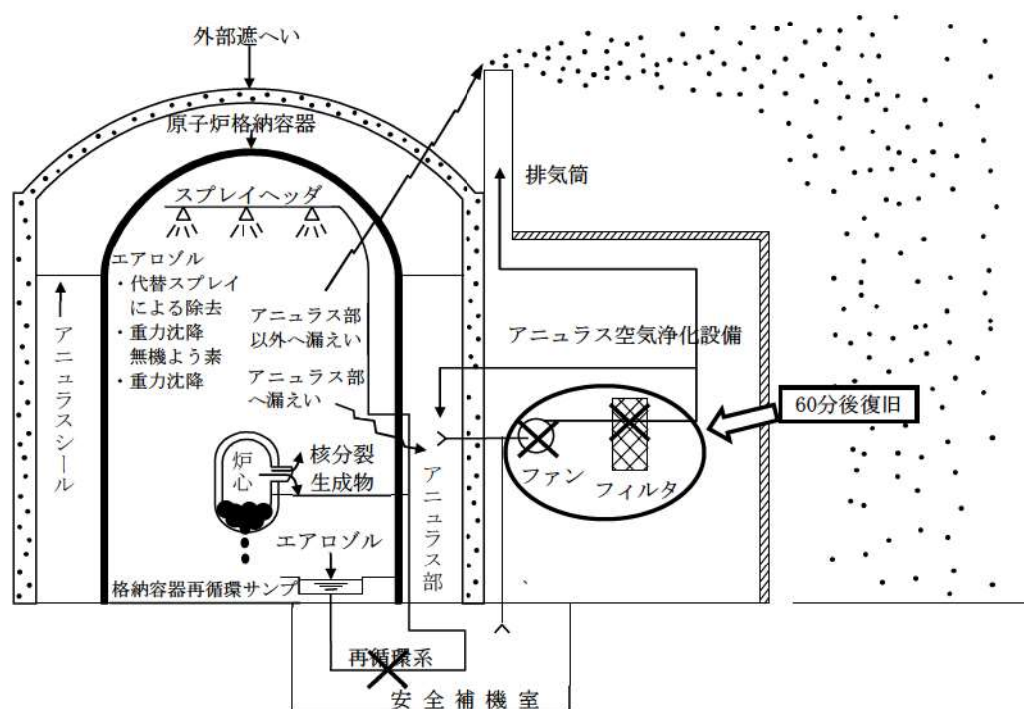 外部遮へい
原子炉格納容器
スプレイヘッダ
排気筒
エアロゾル
・代替スプレイ
による除去
・重力沈降
無機よう素
・重力沈降
アニュラス部
以外へ漏えい
アニュラス部
へ漏えい
アニュラスシール
アニュラス空気浄化設備
60分後復旧
炉心
核分裂
生成物
ファン
フィルタ
アニュラス部
エアロゾル
格納容器再循環サンプ
再循環系
安全補機室